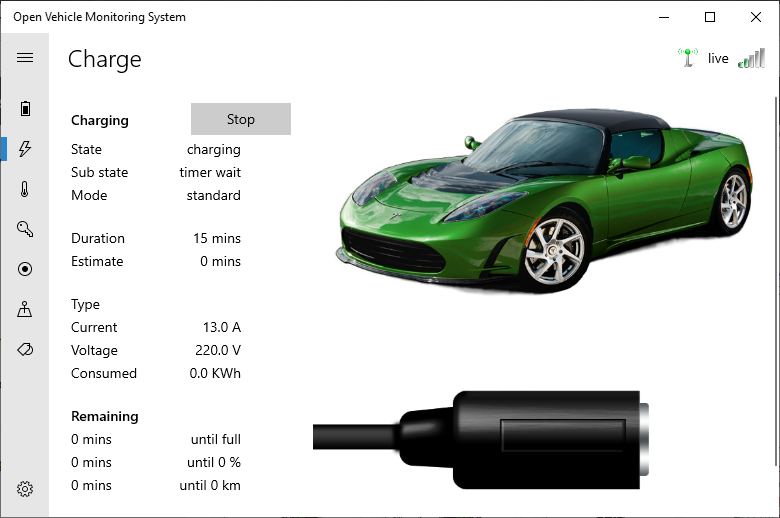 Open Vehicle Monitoring System
Charge
live
Charging Stop
State charging
Sub state timer wait
Mode standard
Duration 15 mins
Estimate 0 mins
Type
Current 13.0 A
Voltage 220.0 V
Consumed 0.0 KWh
Remaining
0 mins until full
0 mins until 0 %
0 mins until 0 km